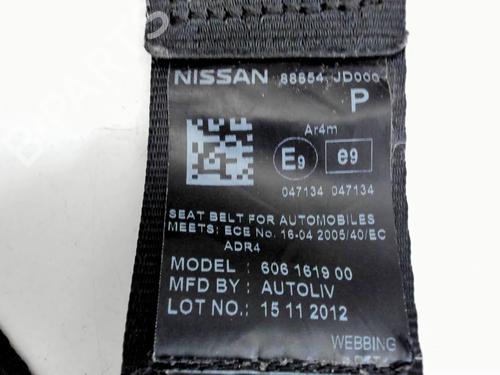 NISSAN 88854 JD000
P
Ar4m
E9 e9
047134 047134
SEAT BELT FOR AUTOMOBILES
MEETS: ECE No. 16-04 2005/40/EC
ADR4
MODEL : 606 1619 00
MFD BY : AUTOLIV
LOT NO.: 15 11 2012
WEBBING